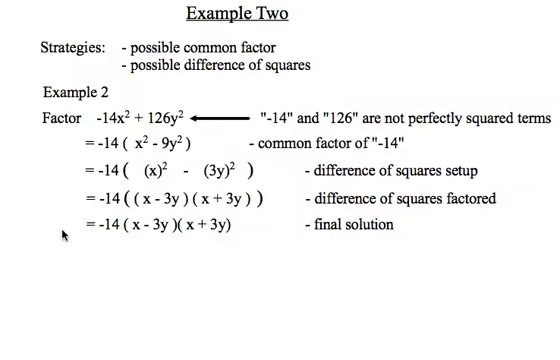 Example Two
Strategies: - possible common factor
- possible difference of squares
Example 2
Factor -14x² + 126y² "-14" and "126" are not perfectly squared terms
= -14 ( x² - 9y² ) - common factor of "-14"
= -14 ( (x)² - (3y)² ) - difference of squares setup
= -14 ( ( x - 3y ) ( x + 3y ) ) - difference of squares factored
= -14 ( x - 3y )( x + 3y) - final solution